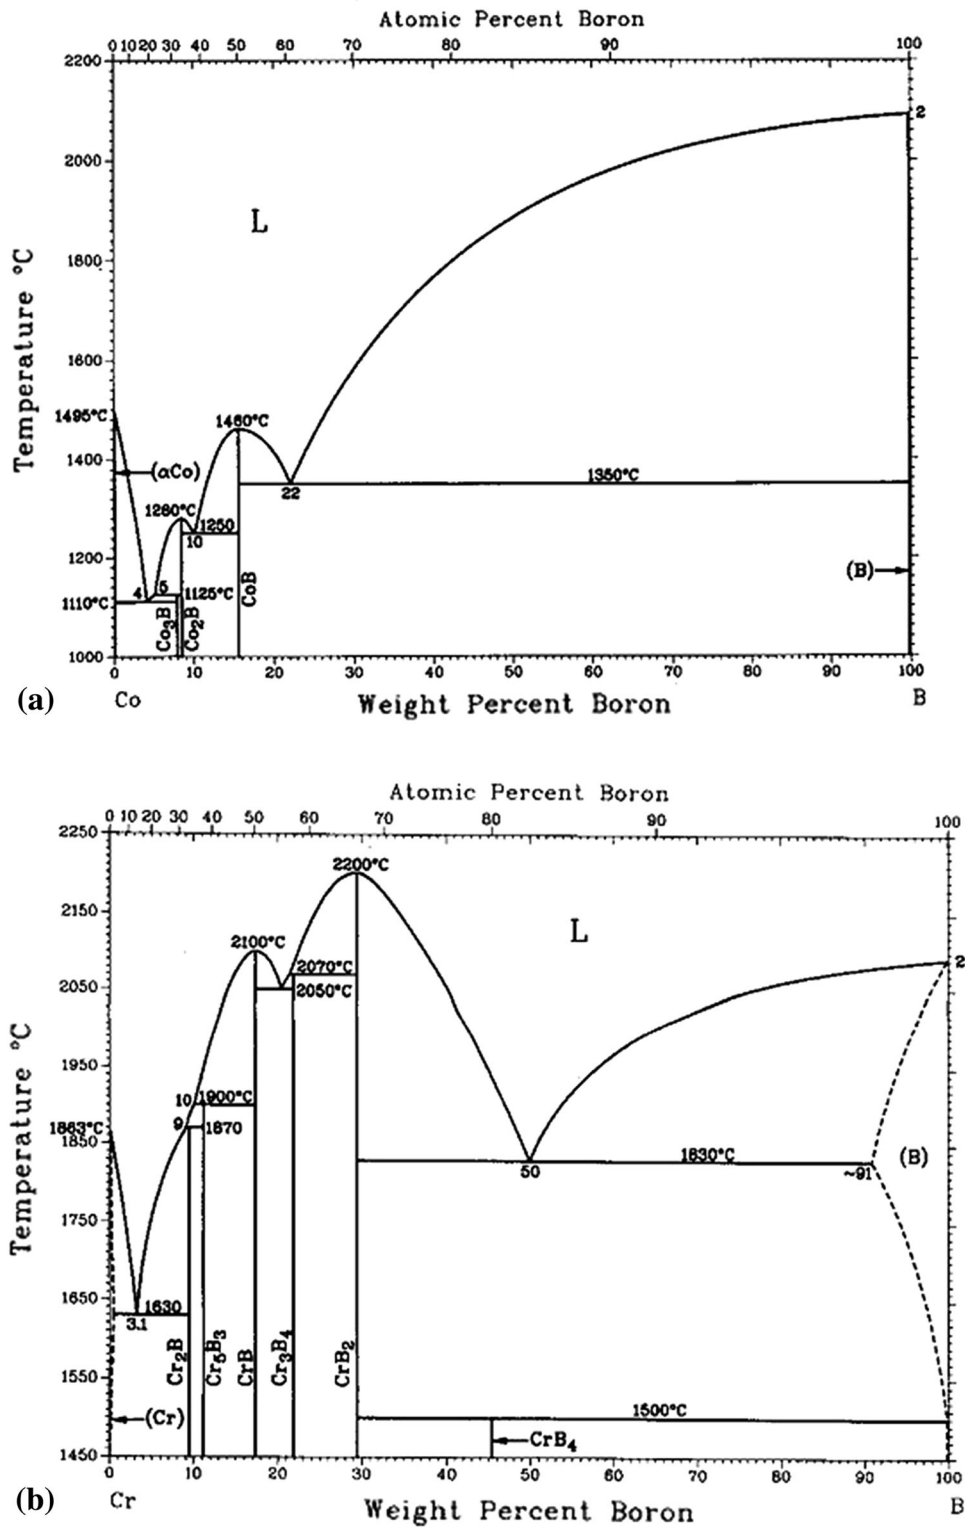 Atomic Percent Boron
0 10 20 30 40 50 60 70 80 90 100
2200
2
2000
L
1800
Temperature °C
1600
1495°C
1460°C
1400
(αCo)
1350°C
22
1280°C
1250
10
1200
(B)
4 5 1125°C
1110°C
Co3B
Co2B
CoB
1000
0 10 20 30 40 50 60 70 80 90 100
(a) Co Weight Percent Boron B
Atomic Percent Boron
0 10 20 30 40 50 60 70 80 90 100
2250
2200°C
2150
L
2100°C
2
2070°C
2050
2050°C
Temperature °C
1950
10 1900°C
1863°C
9 1870
1850
1830°C
(B)
50
~91
1750
1650
1630
3.1
1550
Cr2B
Cr5B3
CrB
Cr3B4
CrB2
1500°C
(Cr)
CrB4
1450
0 10 20 30 40 50 60 70 80 90 100
(b) Cr Weight Percent Boron B